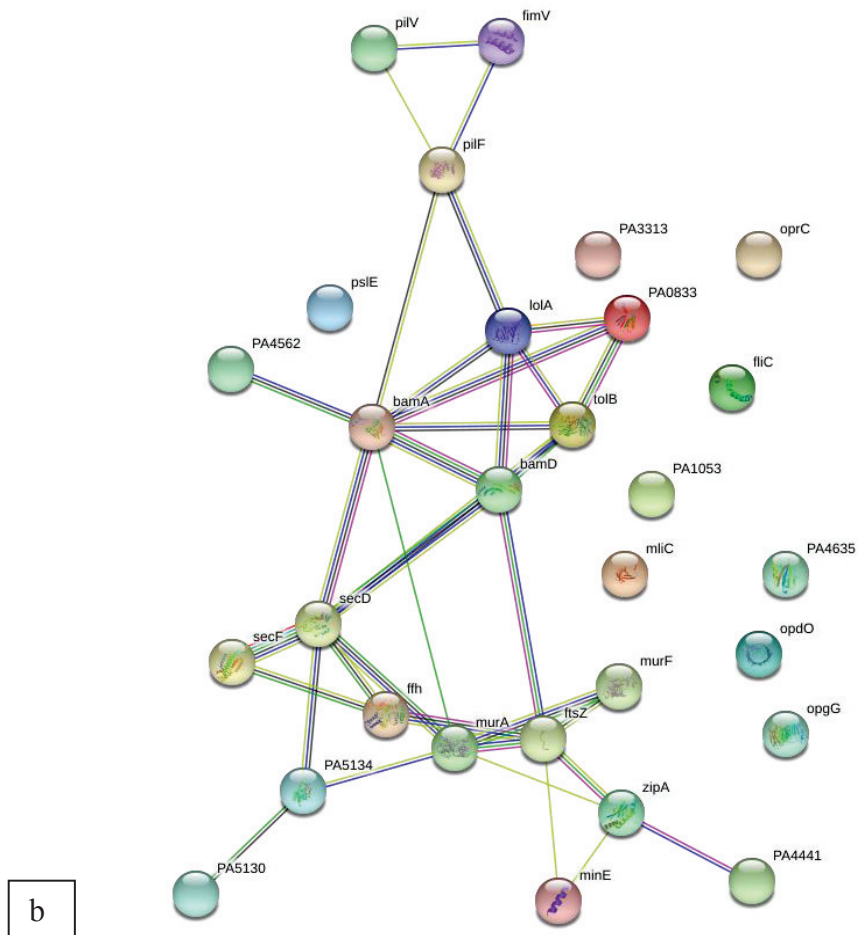 pilV
fimV
pilF
PA3313
oprC
pslE
lolA
PA0833
PA4562
fliC
bamA
tolB
bamD
PA1053
mliC
PA4635
secD
secF
opdO
murF
ffh
murA
ftsZ
opgG
PA5134
zipA
PA5130
minE
PA4441
b